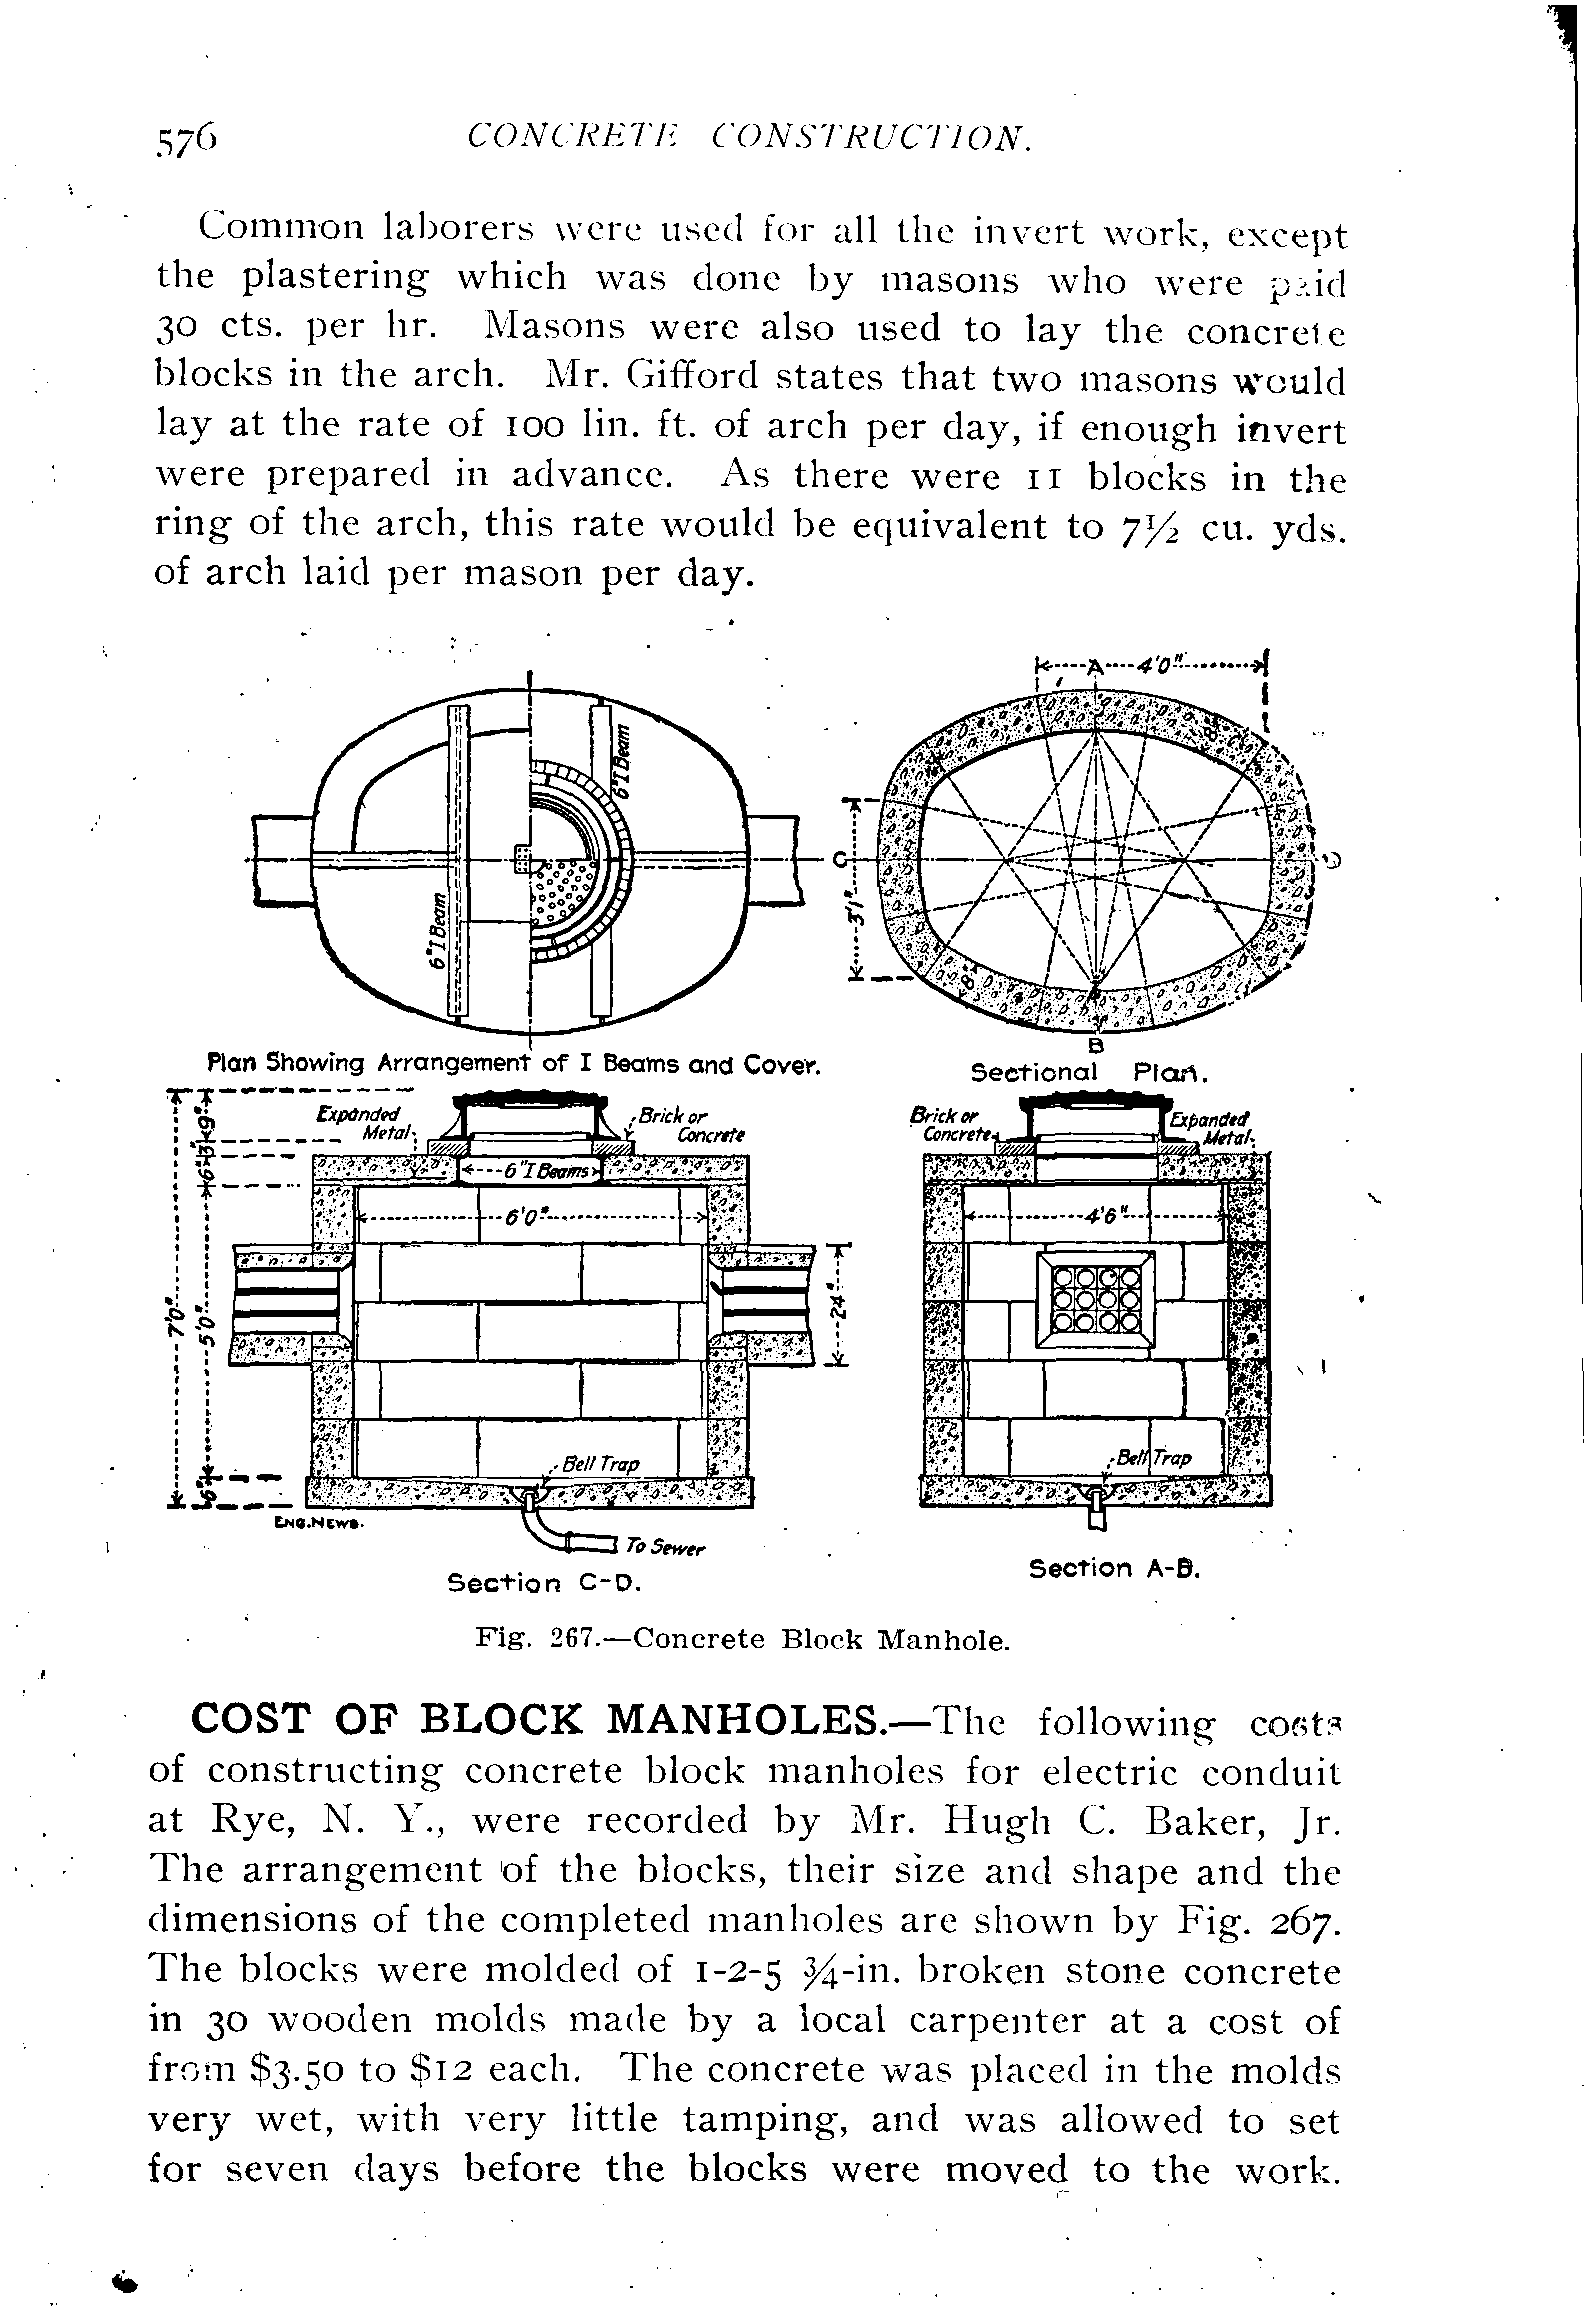 576 CONCRETE CONSTRUCTION.
Common laborers were used for all the invert work, except
the plastering which was done by masons who were paid
30 cts. per hr. Masons were also used to lay the concrete
blocks in the arch. Mr. Gifford states that two masons would
lay at the rate of 100 lin. ft. of arch per day, if enough invert
were prepared in advance. As there were 11 blocks in the
ring of the arch, this rate would be equivalent to 7½ cu. yds.
of arch laid per mason per day.
A 4'0"
6" I Beam
6" I Beam
C
3'1"
B
Plan Showing Arrangement of I Beams and Cover.
Sectional Plan.
Expanded
Metal
Brick or
Concrete
6" I Beams
6'0"
7'0"
5'0"
24"
Bell Trap
To Sewer
ENG. NEWS.
Section C-D.
Brick or
Concrete
Expanded
Metal
4'6"
Bell Trap
Section A-B.
Fig. 267.—Concrete Block Manhole.
COST OF BLOCK MANHOLES.—The following costs
of constructing concrete block manholes for electric conduit
at Rye, N. Y., were recorded by Mr. Hugh C. Baker, Jr.
The arrangement of the blocks, their size and shape and the
dimensions of the completed manholes are shown by Fig. 267.
The blocks were molded of 1-2-5 ¾-in. broken stone concrete
in 30 wooden molds made by a local carpenter at a cost of
from $3.50 to $12 each. The concrete was placed in the molds
very wet, with very little tamping, and was allowed to set
for seven days before the blocks were moved to the work.